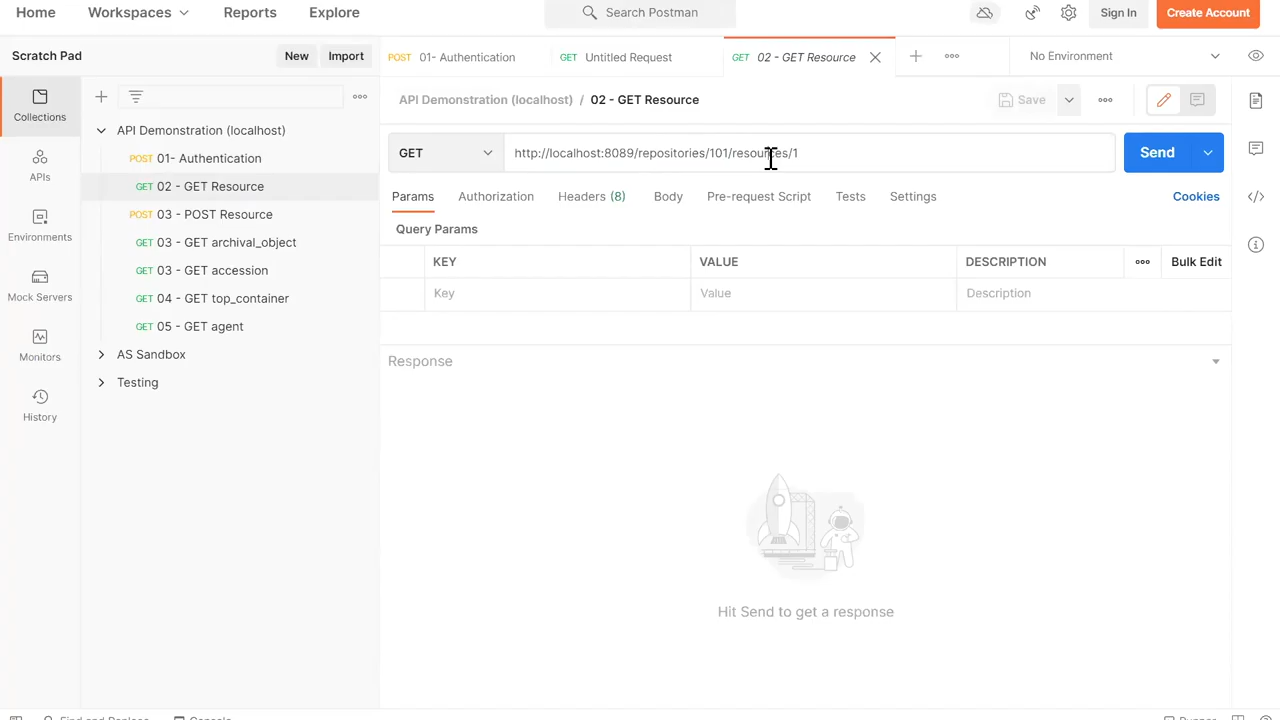 Home Workspaces Reports Explore Search Postman Sign In Create Account
Scratch Pad New Import
POST 01- Authentication GET Untitled Request GET 02 - GET Resource No Environment
API Demonstration (localhost) / 02 - GET Resource Save
Collections
APIs
Environments
Mock Servers
Monitors
History
API Demonstration (localhost)
POST 01- Authentication
GET 02 - GET Resource
POST 03 - POST Resource
GET 03 - GET archival_object
GET 03 - GET accession
GET 04 - GET top_container
GET 05 - GET agent
AS Sandbox
Testing
GET http://localhost:8089/repositories/101/resources/1 Send
Params Authorization Headers (8) Body Pre-request Script Tests Settings Cookies
Query Params
KEY VALUE DESCRIPTION Bulk Edit
Key Value Description
Response
Hit Send to get a response
Find and Replace Console Runner